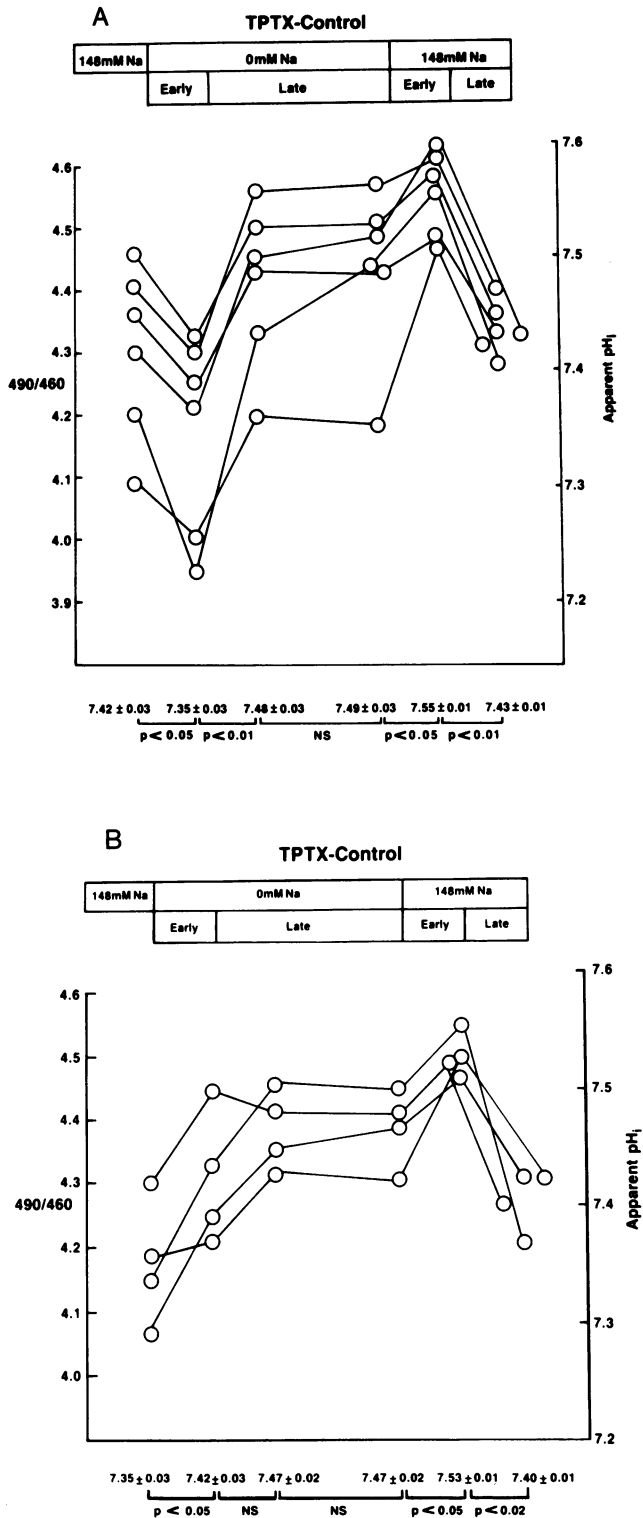 A
TPTX-Control
148mM Na 0mM Na 148mM Na
Early Late Early Late
4.6
4.5
4.4
4.3
490/460
4.2
4.1
4.0
3.9
7.6
7.5
7.4
7.3
7.2
Apparent pHi
7.42 ± 0.03 7.35 ± 0.03 7.48 ± 0.03 7.49 ± 0.03 7.55 ± 0.01 7.43 ± 0.01
p < 0.05 p < 0.01 NS p < 0.05 p < 0.01
B
TPTX-Control
148mM Na 0mM Na 148mM Na
Early Late Early Late
4.6
4.5
4.4
4.3
490/460
4.2
4.1
4.0
7.6
7.5
7.4
7.3
7.2
Apparent pHi
7.35 ± 0.03 7.42 ± 0.03 7.47 ± 0.02 7.47 ± 0.02 7.53 ± 0.01 7.40 ± 0.01
p < 0.05 NS NS p < 0.05 p < 0.02